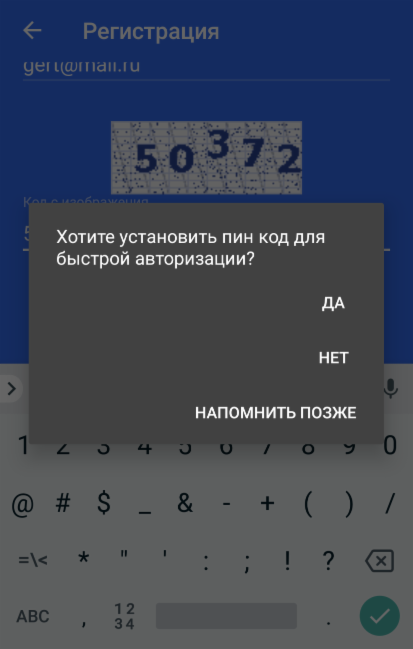 Регистрация
gert@mail.ru
50372
Код с изображения
5
Хотите установить пин код для
быстрой авторизации?
ДА
НЕТ
НАПОМНИТЬ ПОЗЖЕ
1 2 3 4 5 6 7 8 9 0
@ # $ _ & - + ( ) /
=\< * " ' : ; ! ?
ABC , 12 .
34